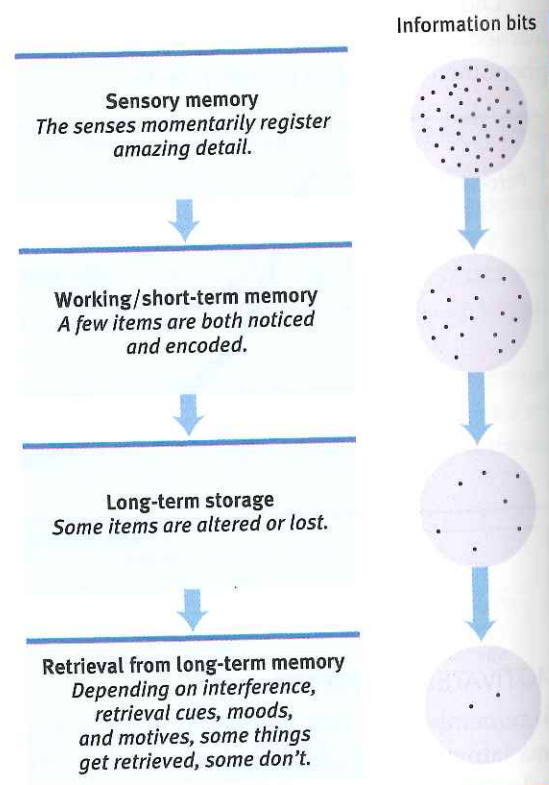 Information bits
Sensory memory
The senses momentarily register
amazing detail.
Working/short-term memory
A few items are both noticed
and encoded.
Long-term storage
Some items are altered or lost.
Retrieval from long-term memory
Depending on interference,
retrieval cues, moods,
and motives, some things
get retrieved, some don't.